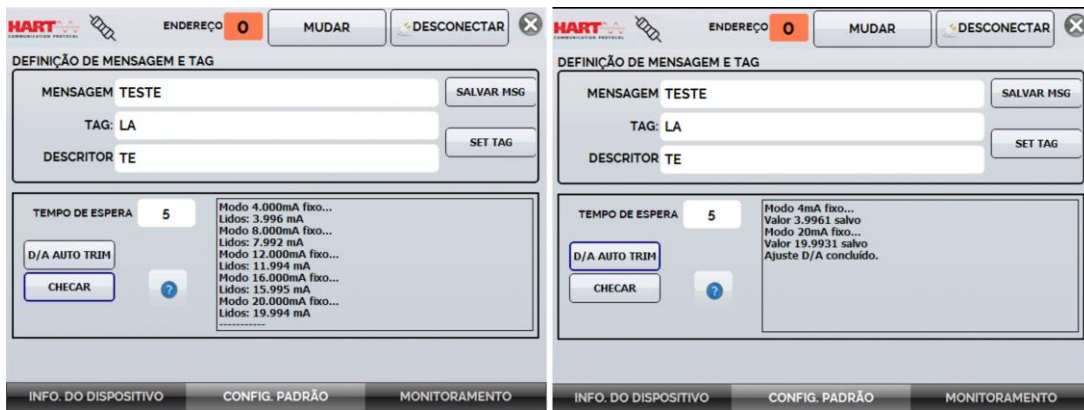 HART
COMMUNICATION PROTOCOL
ENDEREÇO 0 MUDAR DESCONECTAR
DEFINIÇÃO DE MENSAGEM E TAG
MENSAGEM TESTE SALVAR MSG
TAG: LA SET TAG
DESCRITOR TE
TEMPO DE ESPERA 5
D/A AUTO TRIM
CHECAR ?
Modo 4.000mA fixo...
Lidos: 3.996 mA
Modo 8.000mA fixo...
Lidos: 7.992 mA
Modo 12.000mA fixo...
Lidos: 11.994 mA
Modo 16.000mA fixo...
Lidos: 15.995 mA
Modo 20.000mA fixo...
Lidos: 19.994 mA
-----------
INFO. DO DISPOSITIVO CONFIG. PADRÃO MONITORAMENTO
HART
COMMUNICATION PROTOCOL
ENDEREÇO 0 MUDAR DESCONECTAR
DEFINIÇÃO DE MENSAGEM E TAG
MENSAGEM TESTE SALVAR MSG
TAG: LA SET TAG
DESCRITOR TE
TEMPO DE ESPERA 5
D/A AUTO TRIM
CHECAR ?
Modo 4mA fixo...
Valor 3.9961 salvo
Modo 20mA fixo...
Valor 19.9931 salvo
Ajuste D/A concluído.
INFO. DO DISPOSITIVO CONFIG. PADRÃO MONITORAMENTO